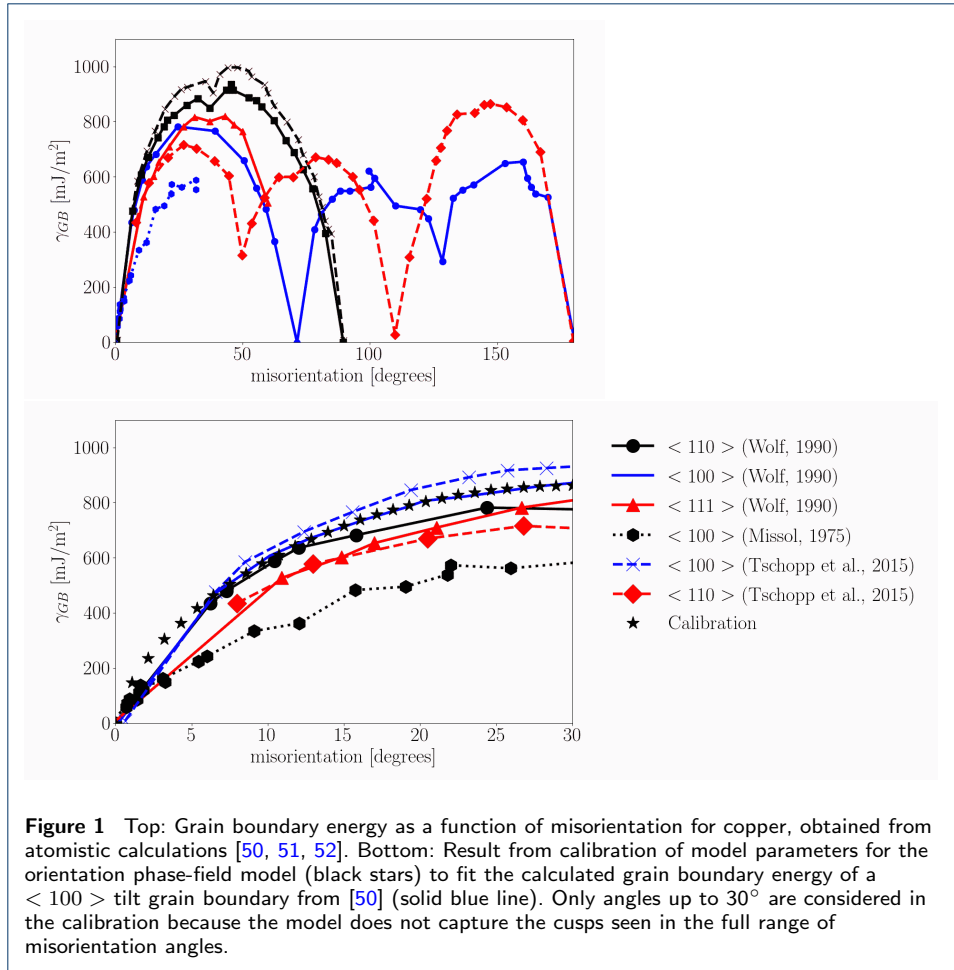 1000
800
600
400
200
0
γGB [mJ/m²]
0 50 100 150
misorientation [degrees]
1000
800
600
400
200
0
γGB [mJ/m²]
0 5 10 15 20 25 30
misorientation [degrees]
< 110 > (Wolf, 1990)
< 100 > (Wolf, 1990)
< 111 > (Wolf, 1990)
< 100 > (Missol, 1975)
< 100 > (Tschopp et al., 2015)
< 110 > (Tschopp et al., 2015)
Calibration
Figure 1 Top: Grain boundary energy as a function of misorientation for copper, obtained from
atomistic calculations [50, 51, 52]. Bottom: Result from calibration of model parameters for the
orientation phase-field model (black stars) to fit the calculated grain boundary energy of a
< 100 > tilt grain boundary from [50] (solid blue line). Only angles up to 30° are considered in
the calibration because the model does not capture the cusps seen in the full range of
misorientation angles.